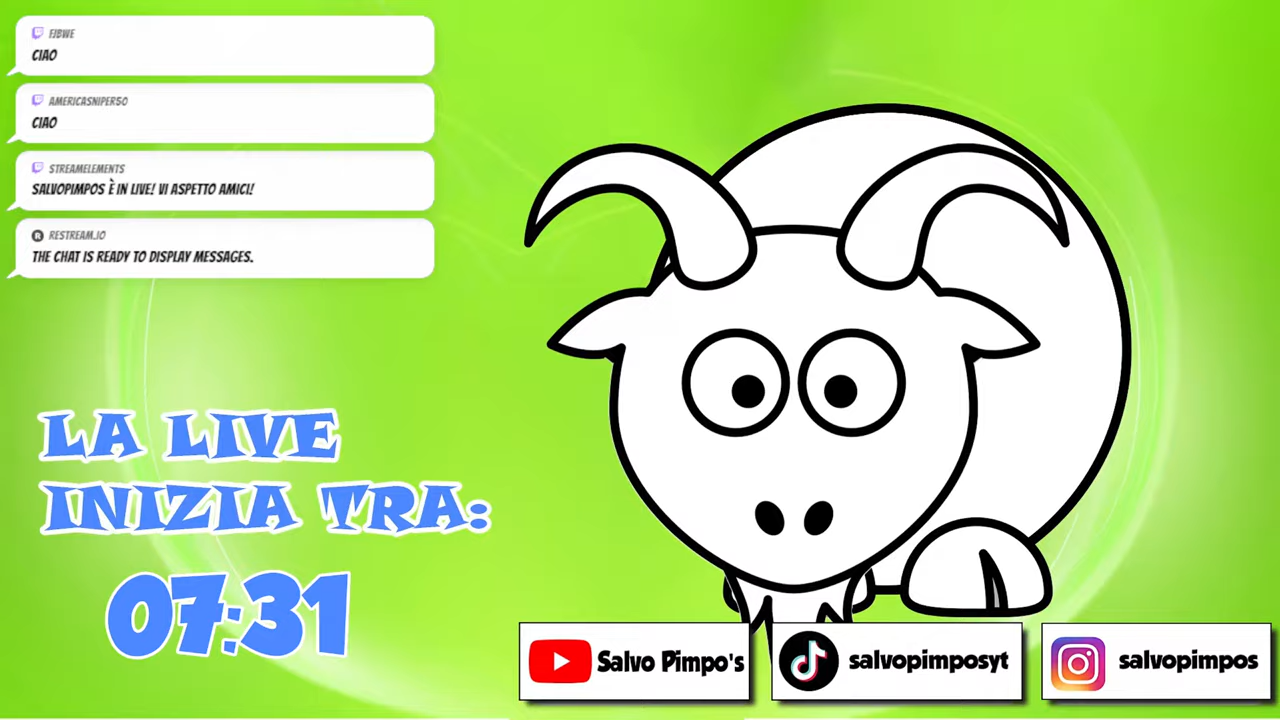 FJBWE
CIAO
AMERICASNIPER50
CIAO
STREAMELEMENTS
SALVOPIMPOS È IN LIVE! VI ASPETTO AMICI!
RESTREAM.IO
THE CHAT IS READY TO DISPLAY MESSAGES.
LA LIVE
INIZIA TRA:
07:31
Salvo Pimpo's
salvopimposyt
salvopimpos